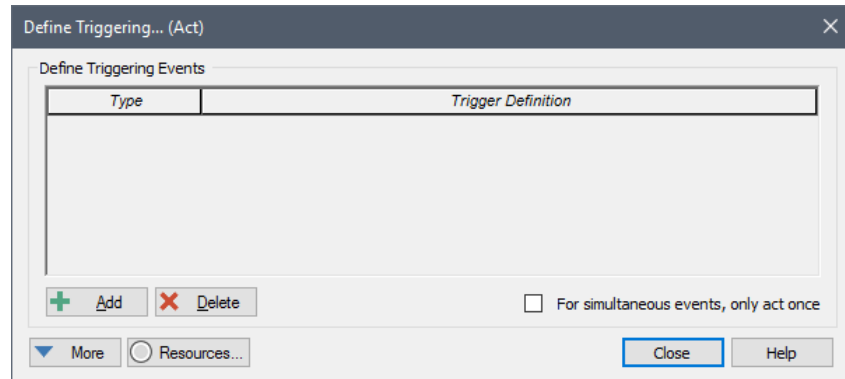 Define Triggering... (Act)
Define Triggering Events
Type Trigger Definition
Add Delete For simultaneous events, only act once
More Resources... Close Help